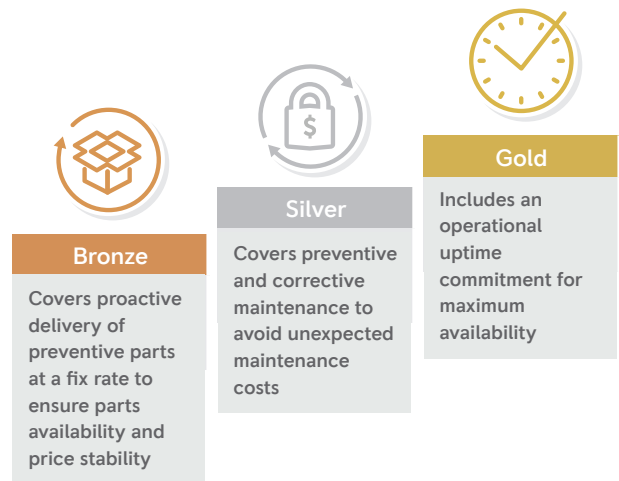 $
Bronze
Covers proactive
delivery of
preventive parts
at a fix rate to
ensure parts
availability and
price stability
Silver
Covers preventive
and corrective
maintenance to
avoid unexpected
maintenance
costs
Gold
Includes an
operational
uptime
commitment for
maximum
availability